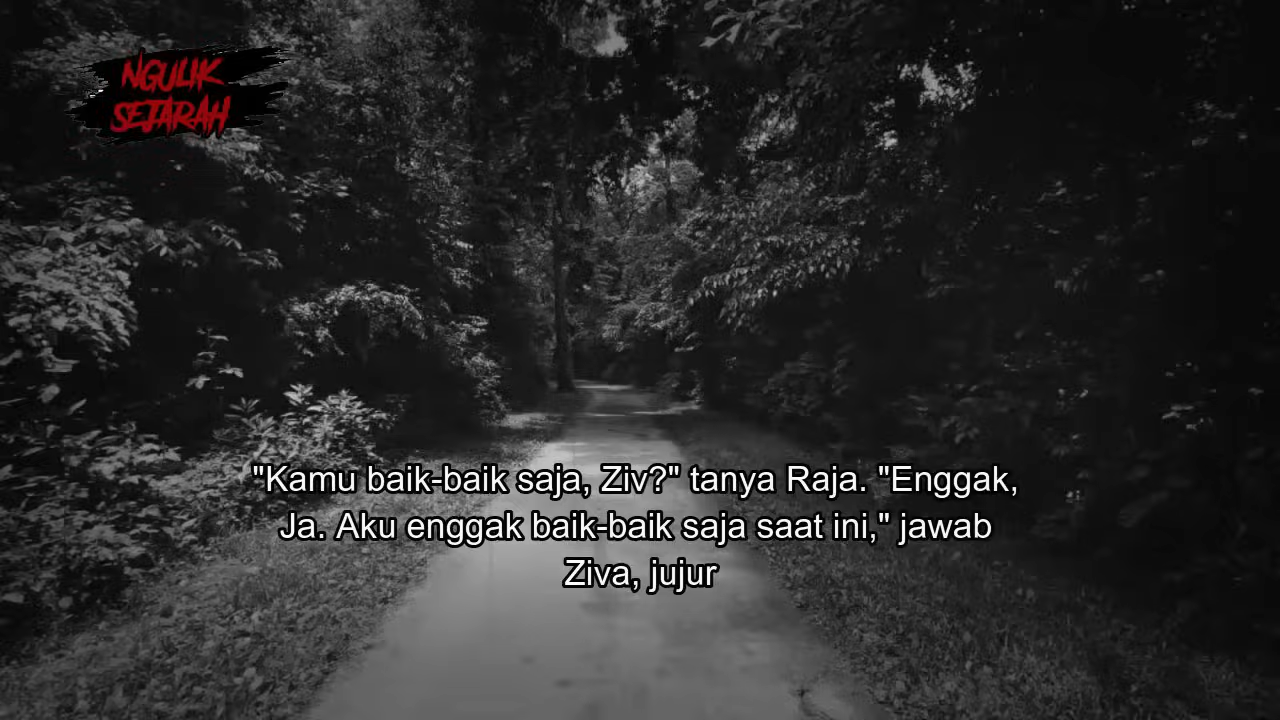 NGULIK
SEJARAH
"Kamu baik-baik saja, Ziv?" tanya Raja. "Enggak,
Ja. Aku enggak baik-baik saja saat ini," jawab
Ziva, jujur